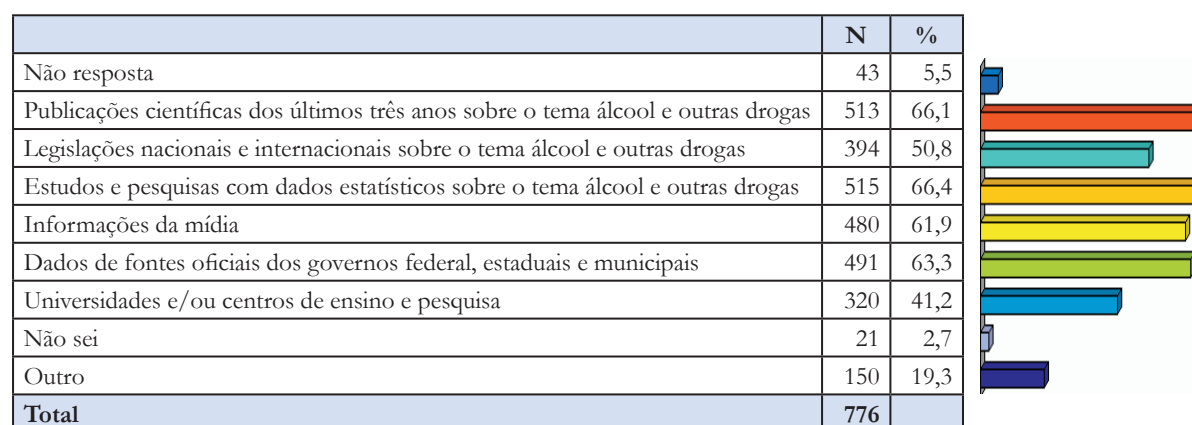 N %
Não resposta 43 5,5
Publicações científicas dos últimos três anos sobre o tema álcool e outras drogas 513 66,1
Legislações nacionais e internacionais sobre o tema álcool e outras drogas 394 50,8
Estudos e pesquisas com dados estatísticos sobre o tema álcool e outras drogas 515 66,4
Informações da mídia 480 61,9
Dados de fontes oficiais dos governos federal, estaduais e municipais 491 63,3
Universidades e/ou centros de ensino e pesquisa 320 41,2
Não sei 21 2,7
Outro 150 19,3
Total 776